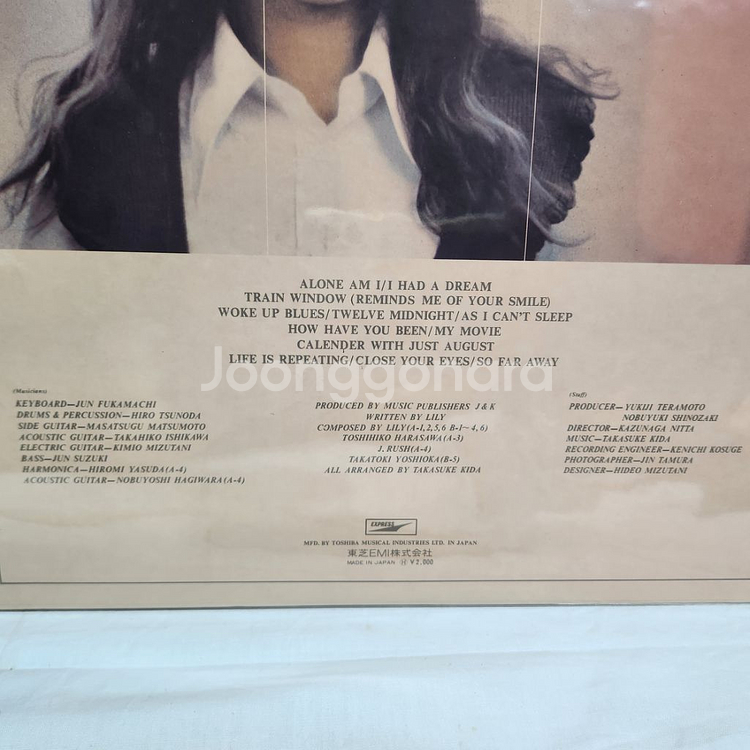 ALONE AM I/I HAD A DREAM
TRAIN WINDOW (REMINDS ME OF YOUR SMILE)
WOKE UP BLUES/TWELVE MIDNIGHT/AS I CAN'T SLEEP
HOW HAVE YOU BEEN/MY MOVIE
CALENDER WITH JUST AUGUST
LIFE IS REPEATING/CLOSE YOUR EYES/SO FAR AWAY
Joonggonara
(Musicians)
KEYBOARD—JUN FUKAMACHI
DRUMS & PERCUSSION—HIRO TSUNODA
SIDE GUITAR—MASATSUGU MATSUMOTO
ACOUSTIC GUITAR—TAKAHIKO ISHIKAWA
ELECTRIC GUITAR—KIMIO MIZUTANI
BASS—JUN SUZUKI
HARMONICA—HIROMI YASUDA(A-4)
ACOUSTIC GUITAR—NOBUYOSHI HAGIWARA(A-4)
PRODUCED BY MUSIC PUBLISHERS J & K
WRITTEN BY LILY
COMPOSED BY LILY(A-1,2,5,6 B-1~4,6)
TOSHIHIKO HARASAWA(A-3)
J. RUSH(A-4)
TAKATOKI YOSHIOKA(B-5)
ALL ARRANGED BY TAKASUKE KIDA
(Staff)
PRODUCER—YUKIJI TERAMOTO
NOBUYUKI SHINOZAKI
DIRECTOR—KAZUNAGA NITTA
MUSIC—TAKASUKE KIDA
RECORDING ENGINEER—KENICHI KOSUGE
PHOTOGRAPHER—JIN TAMURA
DESIGNER—HIDEO MIZUTANI
EXPRESS
MFD. BY TOSHIBA MUSICAL INDUSTRIES LTD. IN JAPAN
東芝EMI株式会社
MADE IN JAPAN Ⓗ ¥2,000